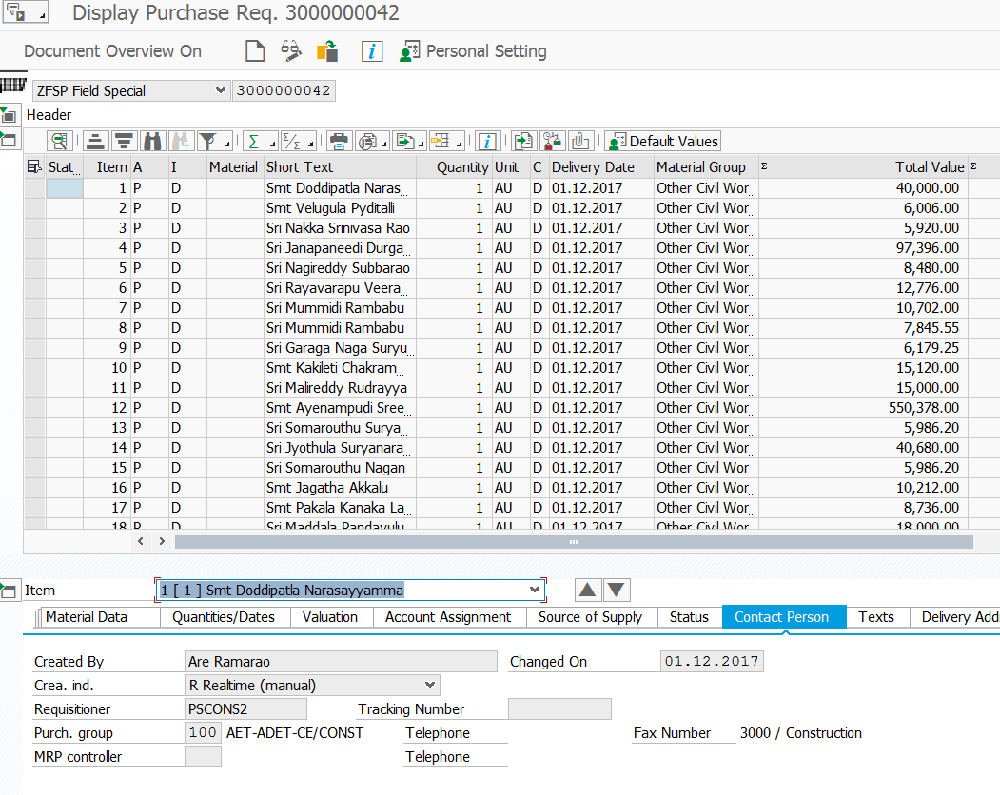 Display Purchase Req. 3000000042
Document Overview On Personal Setting
ZFSP Field Special 3000000042
Header
Default Values
Stat.. Item A I Material Short Text Quantity Unit C Delivery Date Material Group Σ Total Value Σ
1 P D Smt Doddipatla Naras... 1 AU D 01.12.2017 Other Civil Wor... 40,000.00
2 P D Smt Velugula Pyditalli 1 AU D 01.12.2017 Other Civil Wor... 6,006.00
3 P D Sri Nakka Srinivasa Rao 1 AU D 01.12.2017 Other Civil Wor... 5,920.00
4 P D Sri Janapaneedi Durga... 1 AU D 01.12.2017 Other Civil Wor... 97,396.00
5 P D Sri Nagireddy Subbarao 1 AU D 01.12.2017 Other Civil Wor... 8,480.00
6 P D Sri Rayavarapu Veera... 1 AU D 01.12.2017 Other Civil Wor... 12,776.00
7 P D Sri Mummidi Rambabu 1 AU D 01.12.2017 Other Civil Wor... 10,702.00
8 P D Sri Mummidi Rambabu 1 AU D 01.12.2017 Other Civil Wor... 7,845.55
9 P D Sri Garaga Naga Suryu... 1 AU D 01.12.2017 Other Civil Wor... 6,179.25
10 P D Smt Kakileti Chakram... 1 AU D 01.12.2017 Other Civil Wor... 15,120.00
11 P D Sri Malireddy Rudrayya 1 AU D 01.12.2017 Other Civil Wor... 15,000.00
12 P D Smt Ayenampudi Sree... 1 AU D 01.12.2017 Other Civil Wor... 550,378.00
13 P D Sri Somarouthu Surya... 1 AU D 01.12.2017 Other Civil Wor... 5,986.20
14 P D Sri Jyothula Suryanara... 1 AU D 01.12.2017 Other Civil Wor... 40,680.00
15 P D Sri Somarouthu Nagan... 1 AU D 01.12.2017 Other Civil Wor... 5,986.20
16 P D Smt Jagatha Akkalu 1 AU D 01.12.2017 Other Civil Wor... 10,212.00
17 P D Smt Pakala Kanaka La... 1 AU D 01.12.2017 Other Civil Wor... 8,736.00
18 P D Sri Maddala Pandavulu 1 AU D 01.12.2017 Other Civil Wor... 18,000.00
Item 1 [ 1 ] Smt Doddipatla Narasayyamma
Material Data Quantities/Dates Valuation Account Assignment Source of Supply Status Contact Person Texts Delivery Addr
Created By Are Ramarao Changed On 01.12.2017
Crea. ind. R Realtime (manual)
Requisitioner PSCONS2 Tracking Number
Purch. group 100 AET-ADET-CE/CONST Telephone Fax Number 3000 / Construction
MRP controller Telephone